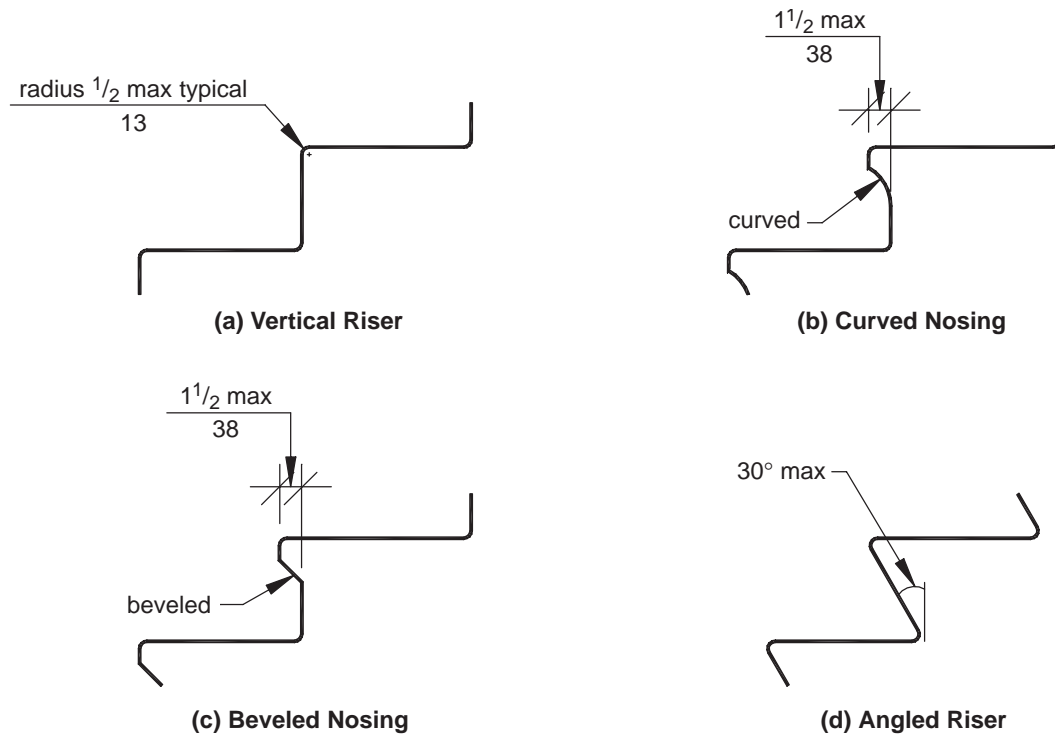 radius 1/2 max typical
13
(a) Vertical Riser
1 1/2 max
38
curved
(b) Curved Nosing
1 1/2 max
38
beveled
(c) Beveled Nosing
30° max
(d) Angled Riser